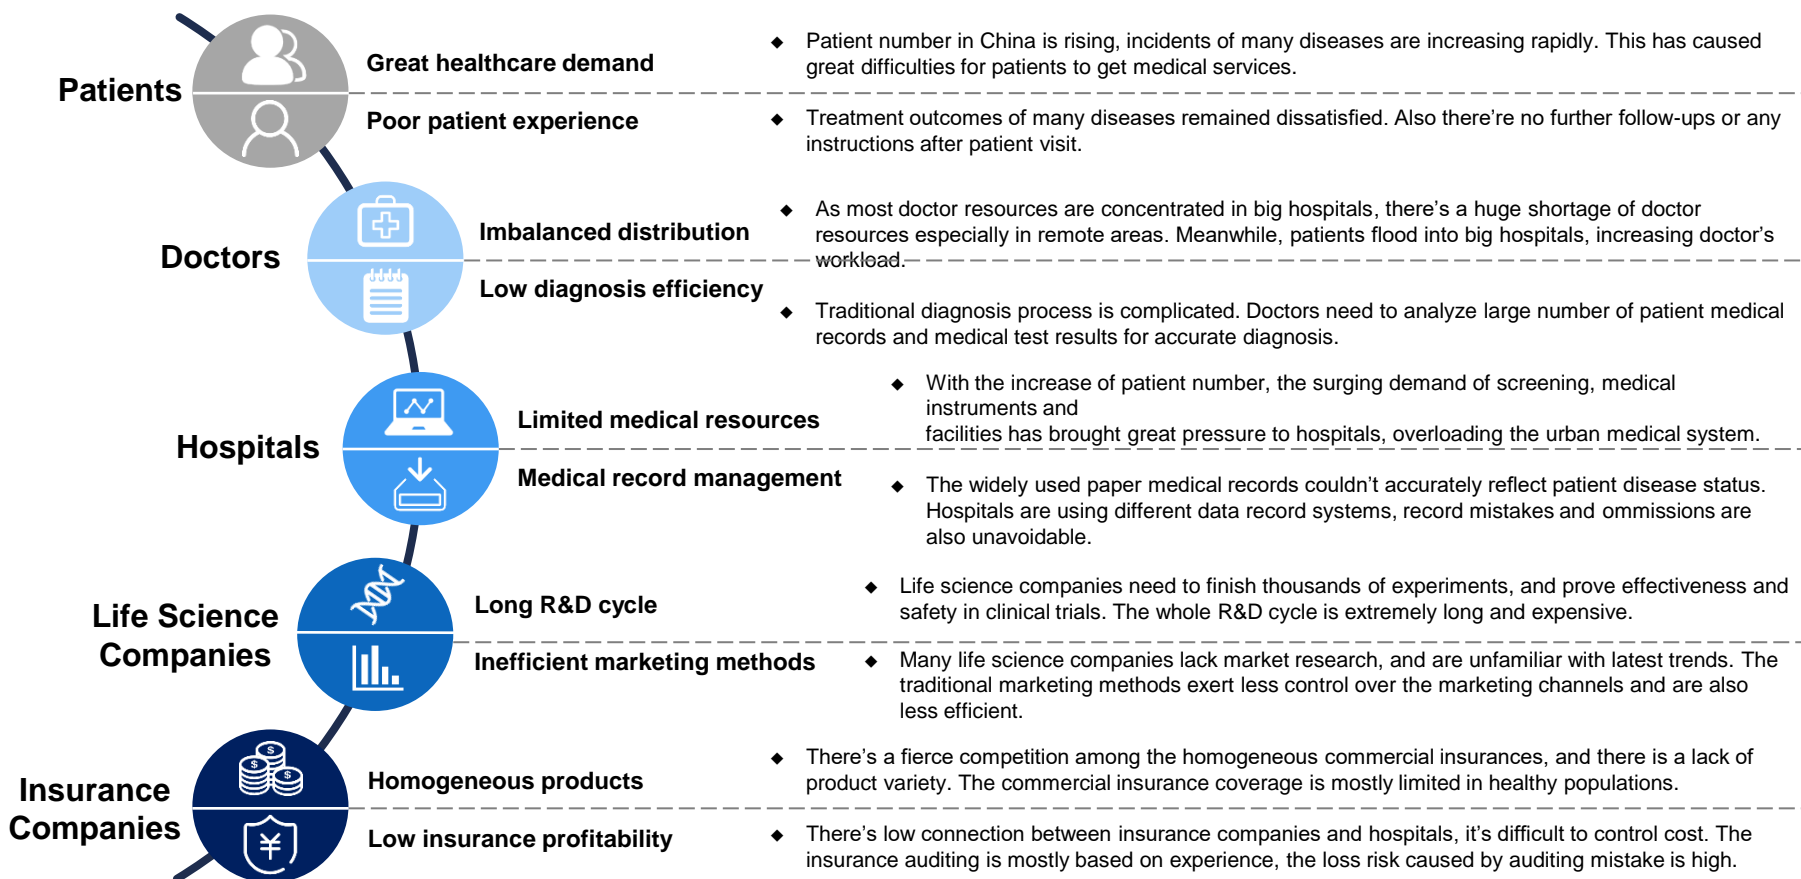 Patients
Great healthcare demand
◆ Patient number in China is rising, incidents of many diseases are increasing rapidly. This has caused
great difficulties for patients to get medical services.
Poor patient experience
◆ Treatment outcomes of many diseases remained dissatisfied. Also there're no further follow-ups or any
instructions after patient visit.
Doctors
Imbalanced distribution
◆ As most doctor resources are concentrated in big hospitals, there's a huge shortage of doctor
resources especially in remote areas. Meanwhile, patients flood into big hospitals, increasing doctor's
workload.
Low diagnosis efficiency
◆ Traditional diagnosis process is complicated. Doctors need to analyze large number of patient medical
records and medical test results for accurate diagnosis.
Hospitals
Limited medical resources
◆ With the increase of patient number, the surging demand of screening, medical
instruments and
facilities has brought great pressure to hospitals, overloading the urban medical system.
Medical record management
◆ The widely used paper medical records couldn't accurately reflect patient disease status.
Hospitals are using different data record systems, record mistakes and ommissions are
also unavoidable.
Life Science
Companies
Long R&D cycle
◆ Life science companies need to finish thousands of experiments, and prove effectiveness and
safety in clinical trials. The whole R&D cycle is extremely long and expensive.
Inefficient marketing methods
◆ Many life science companies lack market research, and are unfamiliar with latest trends. The
traditional marketing methods exert less control over the marketing channels and are also
less efficient.
Insurance
Companies
$
$
$
Homogeneous products
◆ There's a fierce competition among the homogeneous commercial insurances, and there is a lack of
product variety. The commercial insurance coverage is mostly limited in healthy populations.
¥
Low insurance profitability
◆ There's low connection between insurance companies and hospitals, it's difficult to control cost. The
insurance auditing is mostly based on experience, the loss risk caused by auditing mistake is high.